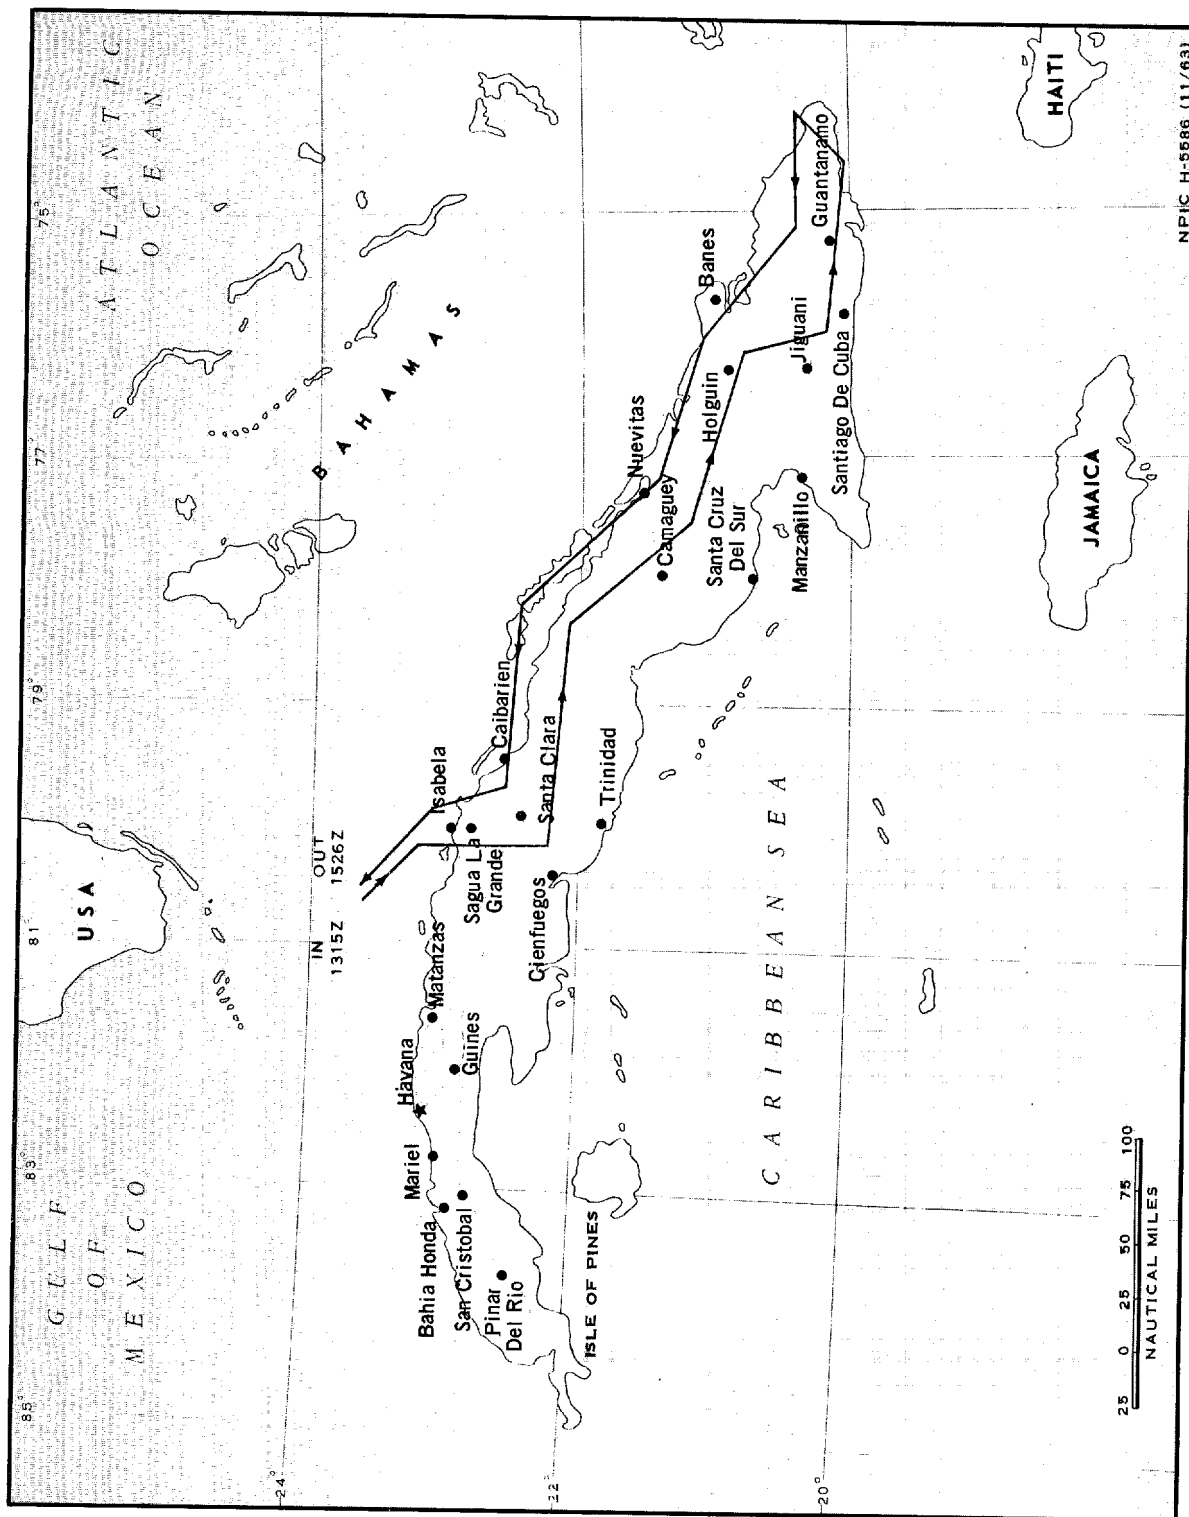 85°
83°
81°
79°
77°
75°
24°
22°
20°
GULF
OF
MEXICO
USA
ATLANTIC
OCEAN
BAHAMAS
IN
1315Z
OUT
1526Z
Havana
Mariel
Bahia Honda
San Cristobal
Pinar
Del Rio
Guines
Matanzas
Isabela
Sagua La
Grande
Cienfuegos
Santa Clara
Caibarien
Trinidad
Nuevitas
Camaguey
Santa Cruz
Del Sur
Holguin
Banes
Manzanillo
Jiguani
Santiago De Cuba
Guantanamo
ISLE OF PINES
CARIBBEAN SEA
JAMAICA
HAITI
25 0 25 50 75 100
NAUTICAL MILES
NPIC H-5586 (11/63)